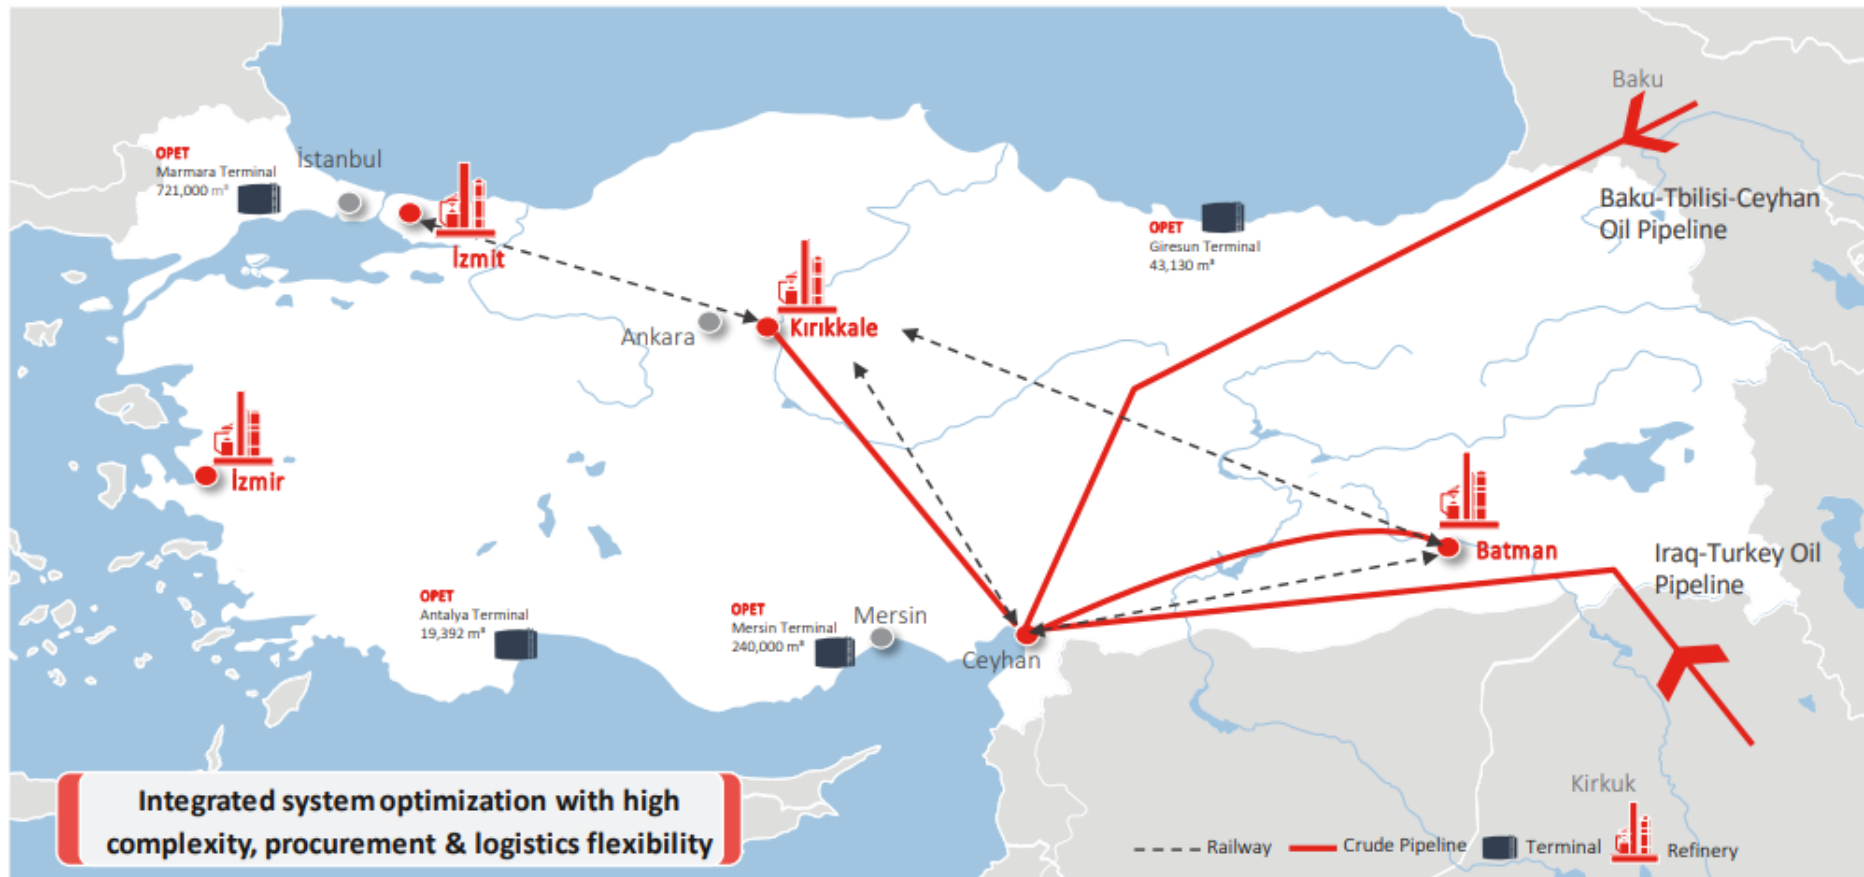 Baku
OPET
Marmara Terminal
721,000 m³
İstanbul
İzmit
OPET
Giresun Terminal
43,130 m³
Baku-Tbilisi-Ceyhan
Oil Pipeline
Ankara
Kırıkkale
İzmir
Batman
Iraq-Turkey Oil
Pipeline
OPET
Antalya Terminal
19,392 m³
OPET
Mersin Terminal
240,000 m³
Mersin
Ceyhan
Kirkuk
Integrated system optimization with high
complexity, procurement & logistics flexibility
Railway
Crude Pipeline
Terminal
Refinery